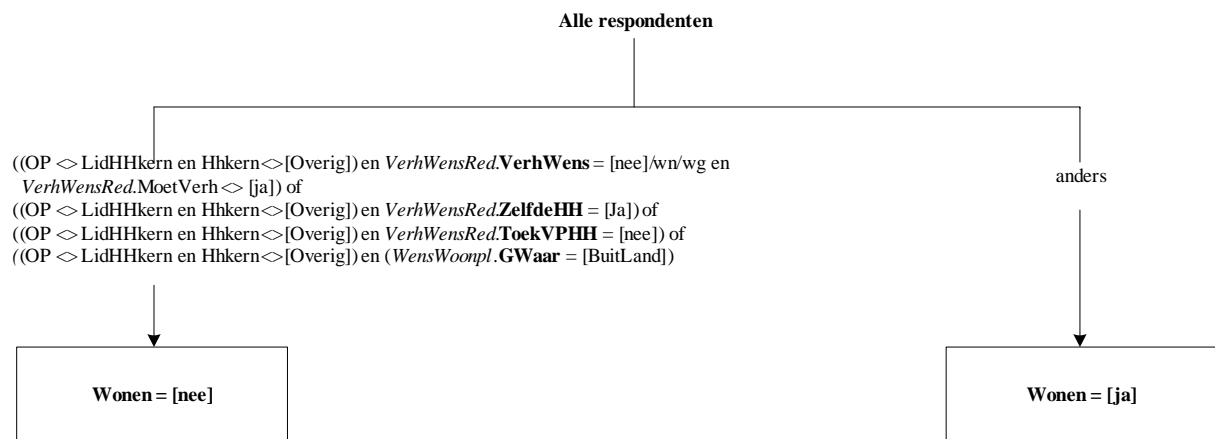 Alle respondenten
((OP <> LidHHkern en Hhkern<>[Overig]) en VerhWensRed.VerhWens = [nee]/wn/wg en
VerhWensRed.MoetVerh <> [ja]) of
((OP <> LidHHkern en Hhkern<>[Overig]) en VerhWensRed.ZelfdeHH = [Ja]) of
((OP <> LidHHkern en Hhkern<>[Overig]) en VerhWensRed.ToekVPHH = [nee]) of
((OP <> LidHHkern en Hhkern<>[Overig]) en (WensWoonpl.GWaar = [BuitLand])
anders
Wonen = [nee]
Wonen = [ja]